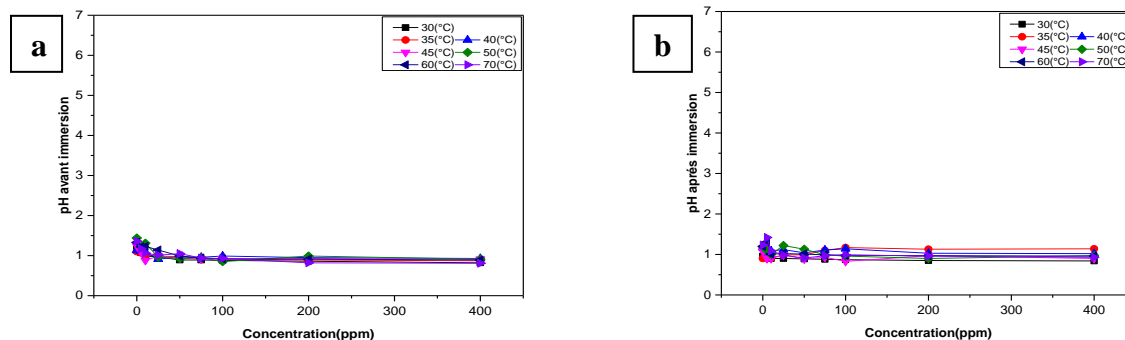 a
7
6
5
4
3
2
1
0
pH avant immersion
30(°C)
35(°C) 40(°C)
45(°C) 50(°C)
60(°C) 70(°C)
0 100 200 300 400
Concentration(ppm)
b
7
6
5
4
3
2
1
0
pH aprés immersion
30(°C)
35(°C) 40(°C)
45(°C) 50(°C)
60(°C) 70(°C)
0 100 200 300 400
Concentration(ppm)